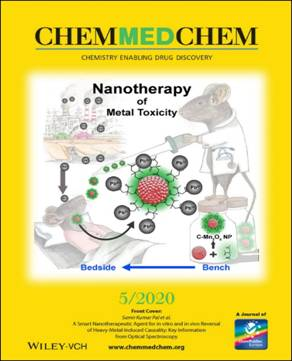 CHEMMEDCHEM
CHEMISTRY ENABLING DRUG DISCOVERY
Nanotherapy
of
Metal Toxicity
C-Mn₃O₄ NP
Bedside
Bench
5/2020
Front Cover:
Samir Kumar Pal et al.
A Smart Nanotherapeutic Agent for in vitro and in vivo Reversal
of Heavy-Metal-Induced Causality: Key Information
from Optical Spectroscopy
WILEY-VCH
www.chemmedchem.org
A Journal of